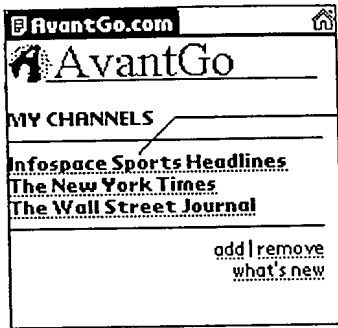 AvantGo.com
AvantGo
MY CHANNELS
Infospace Sports Headlines
The New York Times
The Wall Street Journal
add | remove
what's new